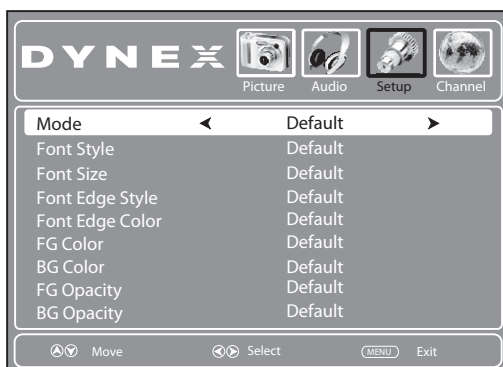 DYNEX
Picture Audio Setup Channel
Mode Default
Font Style Default
Font Size Default
Font Edge Style Default
Font Edge Color Default
FG Color Default
BG Color Default
FG Opacity Default
BG Opacity Default
Move Select MENU Exit